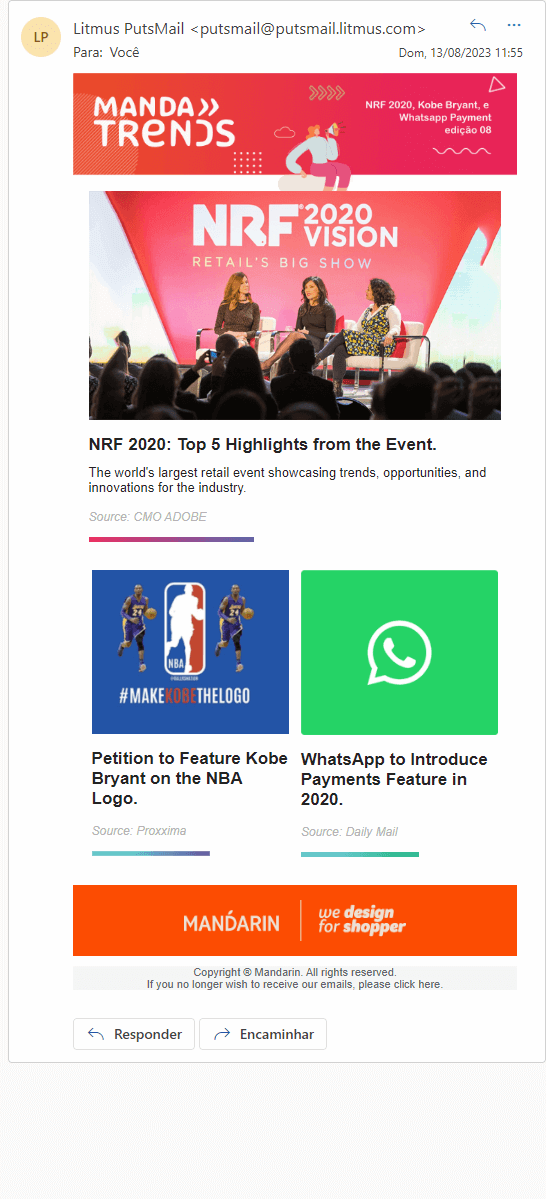 LP
Litmus PutsMail <putsmail@putsmail.litmus.com>
Para: Você
Dom, 13/08/2023 11:55
MANDA
TRENDS
NRF 2020, Kobe Bryant, e
Whatsapp Payment
edição 08
NRF® 2020
VISION
RETAIL'S BIG SHOW
NRF 2020: Top 5 Highlights from the Event.
The world's largest retail event showcasing trends, opportunities, and
innovations for the industry.
Source: CMO ADOBE
24
24
NBA
#MAKEKOBETHELOGO
Petition to Feature Kobe
Bryant on the NBA
Logo.
Source: Proxxima
WhatsApp to Introduce
Payments Feature in
2020.
Source: Daily Mail
MANDARIN
we design
for shopper
Copyright ® Mandarin. All rights reserved.
If you no longer wish to receive our emails, please click here.
Responder
Encaminhar